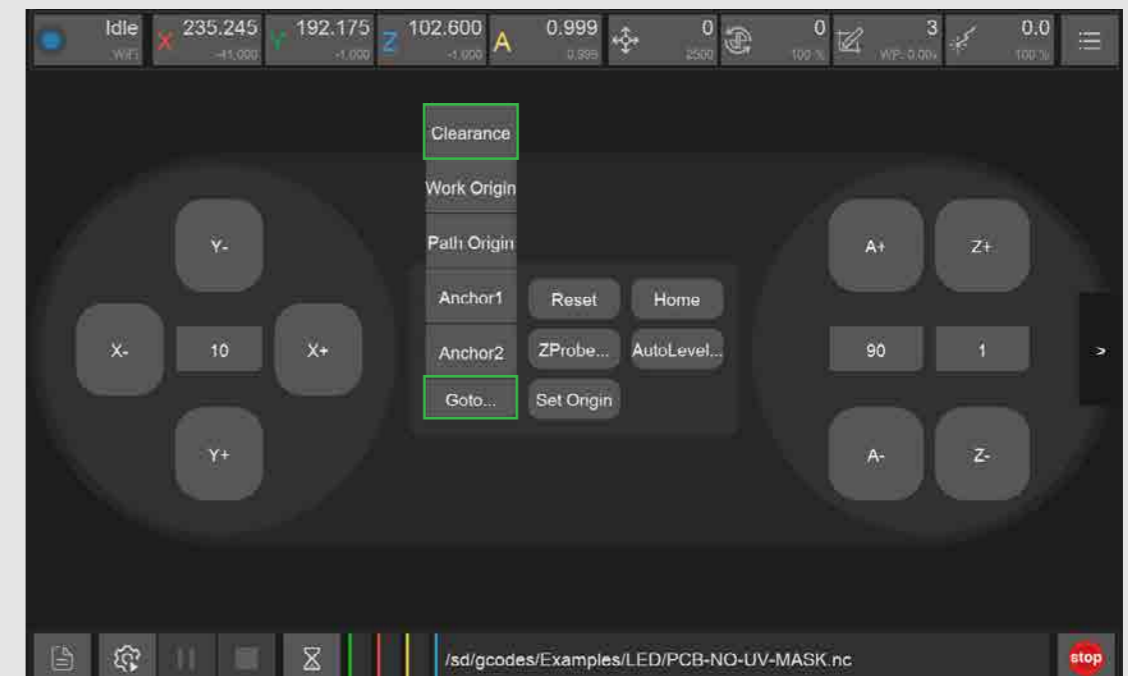 Idle X 235.245 Y 192.175 Z 102.600 A 0.999 0 0 3 0.0
WiFi -41.000 -1.000 -1.000 0.999 2500 100 % 100 %
Clearance
Work Origin
Path Origin
Anchor1 Reset Home
Anchor2 ZProbe... AutoLevel...
Goto... Set Origin
Y-
X- 10 X+
Y+
A+ Z+
90 1 >
A- Z-
/sd/gcodes/Examples/LED/PCB-NO-UV-MASK.nc stop